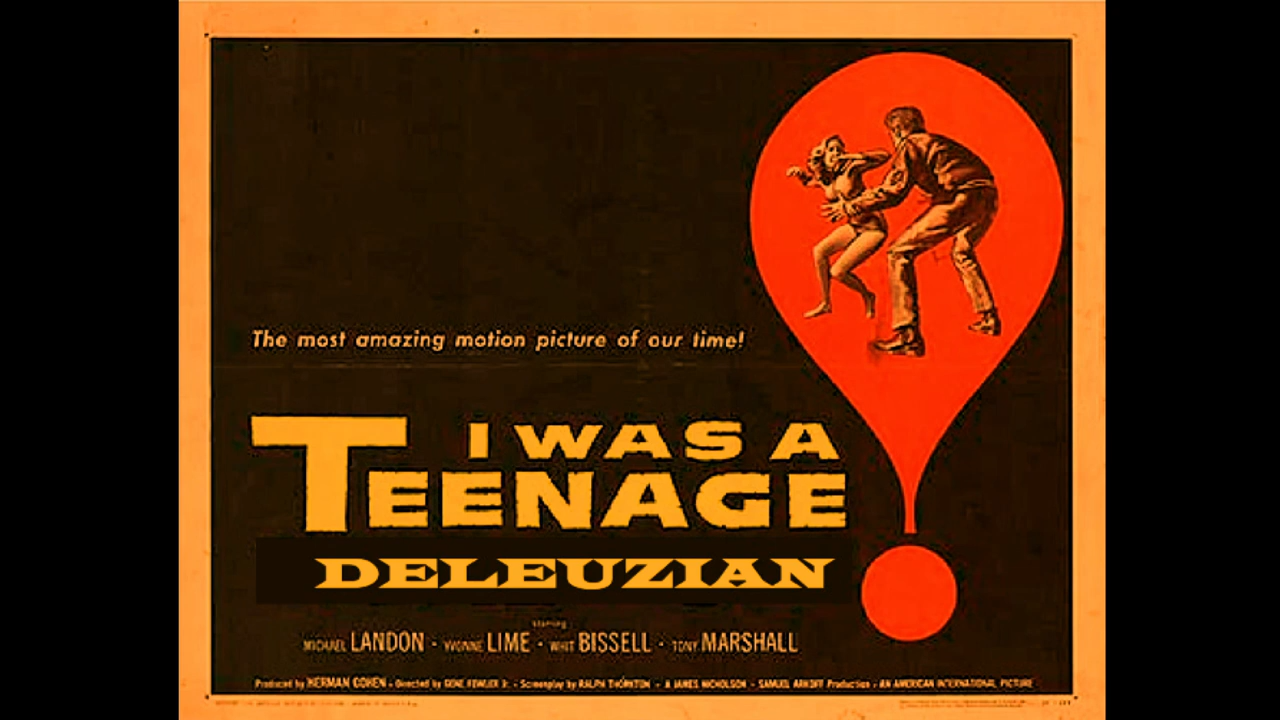 The most amazing motion picture of our time!
I WAS A
TEENAGE
DELEUZIAN
starring
MICHAEL LANDON · YVONNE LIME · WHIT BISSELL · TONY MARSHALL
Produced by HERMAN COHEN · Directed by GENE FOWLER Jr. · Screenplay by RALPH THORNTON · A JAMES NICHOLSON · SAMUEL ARKOFF Production · AN AMERICAN INTERNATIONAL PICTURE